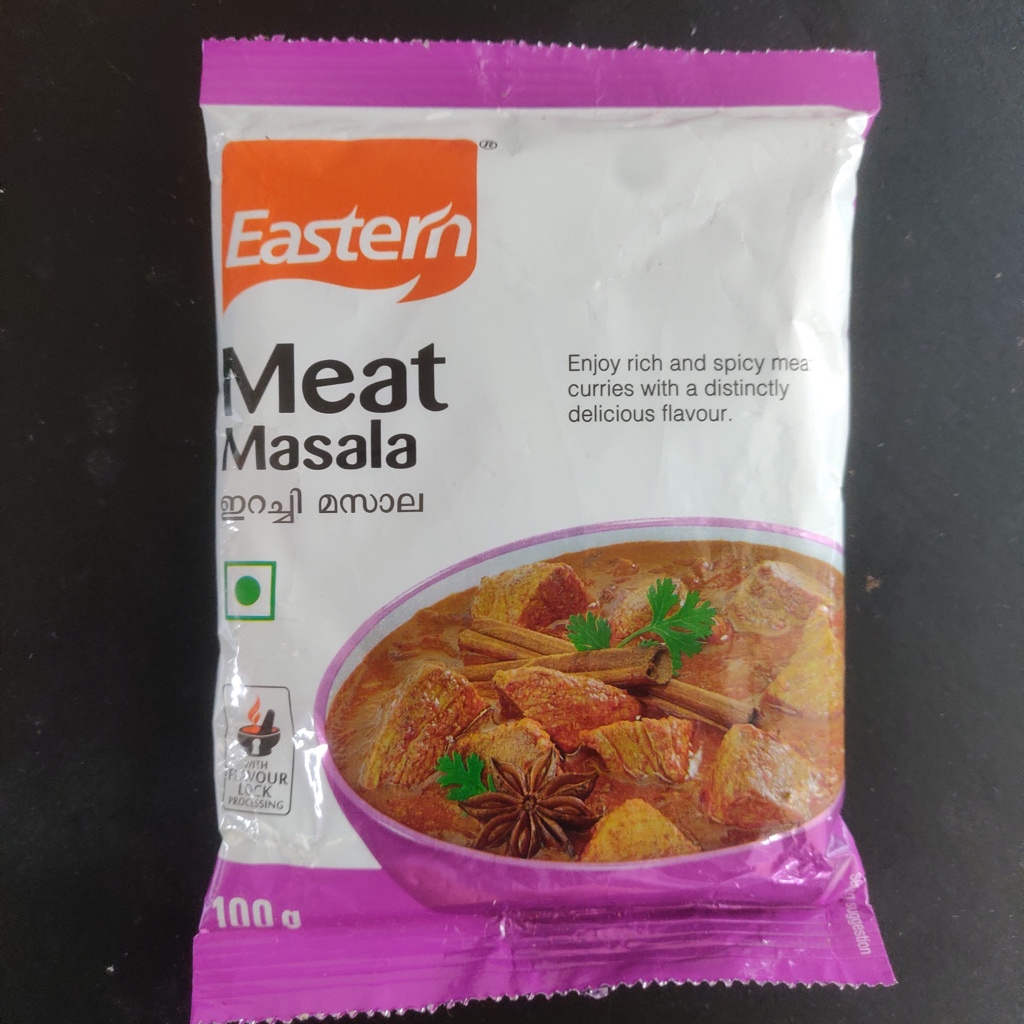 Eastern
®
Meat
Masala
ഇറച്ചി മസാല
Enjoy rich and spicy mea
curries with a distinctly
delicious flavour.
WITH
FLAVOUR
LOCK
PROCESSING
100 g
suggestion